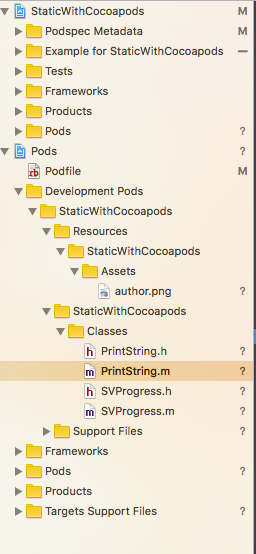 StaticWithCocoapods M
Podspec Metadata M
Example for StaticWithCocoapods —
Tests
Frameworks
Products
Pods ?
Pods ?
rb Podfile M
Development Pods
StaticWithCocoapods
Resources
StaticWithCocoapods
Assets
author.png ?
StaticWithCocoapods
Classes
h PrintString.h ?
m PrintString.m ?
h SVProgress.h ?
m SVProgress.m ?
Support Files ?
Frameworks
Pods ?
Products
Targets Support Files ?